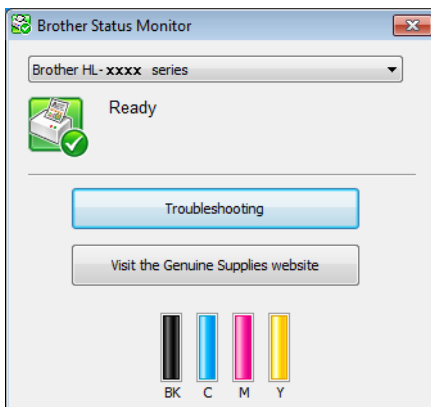 Brother Status Monitor
Brother HL-xxxx series
Ready
Troubleshooting
Visit the Genuine Supplies website
BK C M Y